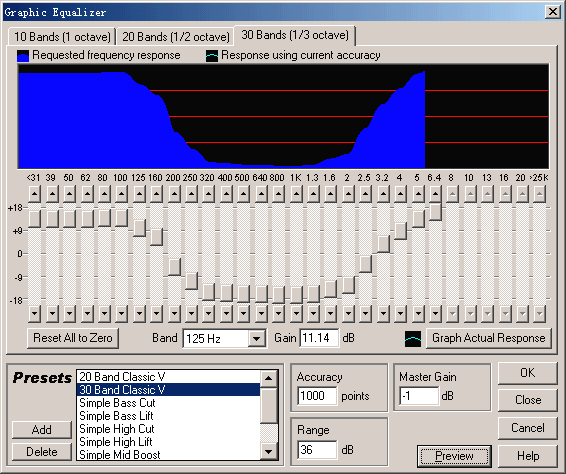 Graphic Equalizer
10 Bands (1 octave) 20 Bands (1/2 octave) 30 Bands (1/3 octave)
Requested frequency response Response using current accuracy
<31 39 50 62 80 100 125 160 200 250 320 400 500 640 800 1K 1.3 1.6 2 2.5 3.2 4 5 6.4 8 10 13 16 20 >25K
+18 +18
+9 +9
0 0
-9 -9
-18 -18
Reset All to Zero Band 125 Hz Gain 11.14 dB Graph Actual Response
Presets 20 Band Classic V
30 Band Classic V
Simple Bass Cut
Simple Bass Lift
Simple High Cut
Simple High Lift
Simple Mid Boost
Add
Delete
Accuracy
1000 points
Master Gain
-1 dB
Range
36 dB
OK
Close
Cancel
Preview Help